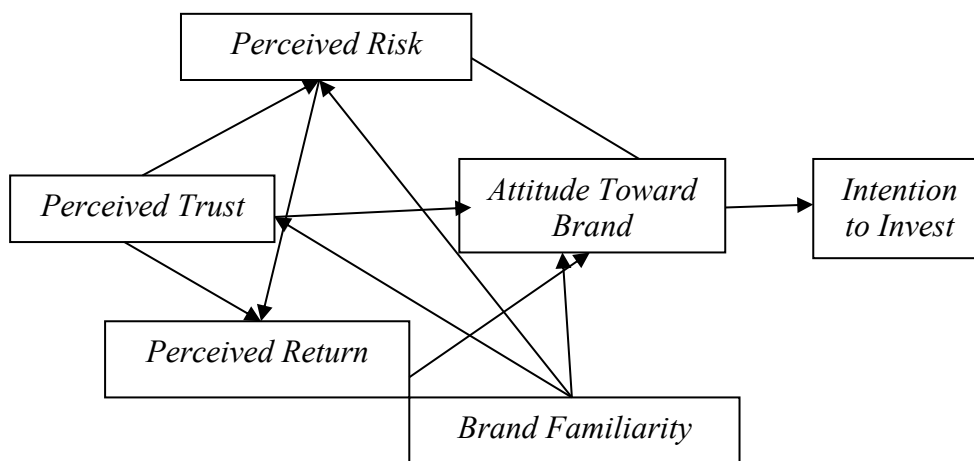 Perceived Risk
Perceived Trust
Attitude Toward
Brand
Intention
to Invest
Perceived Return
Brand Familiarity